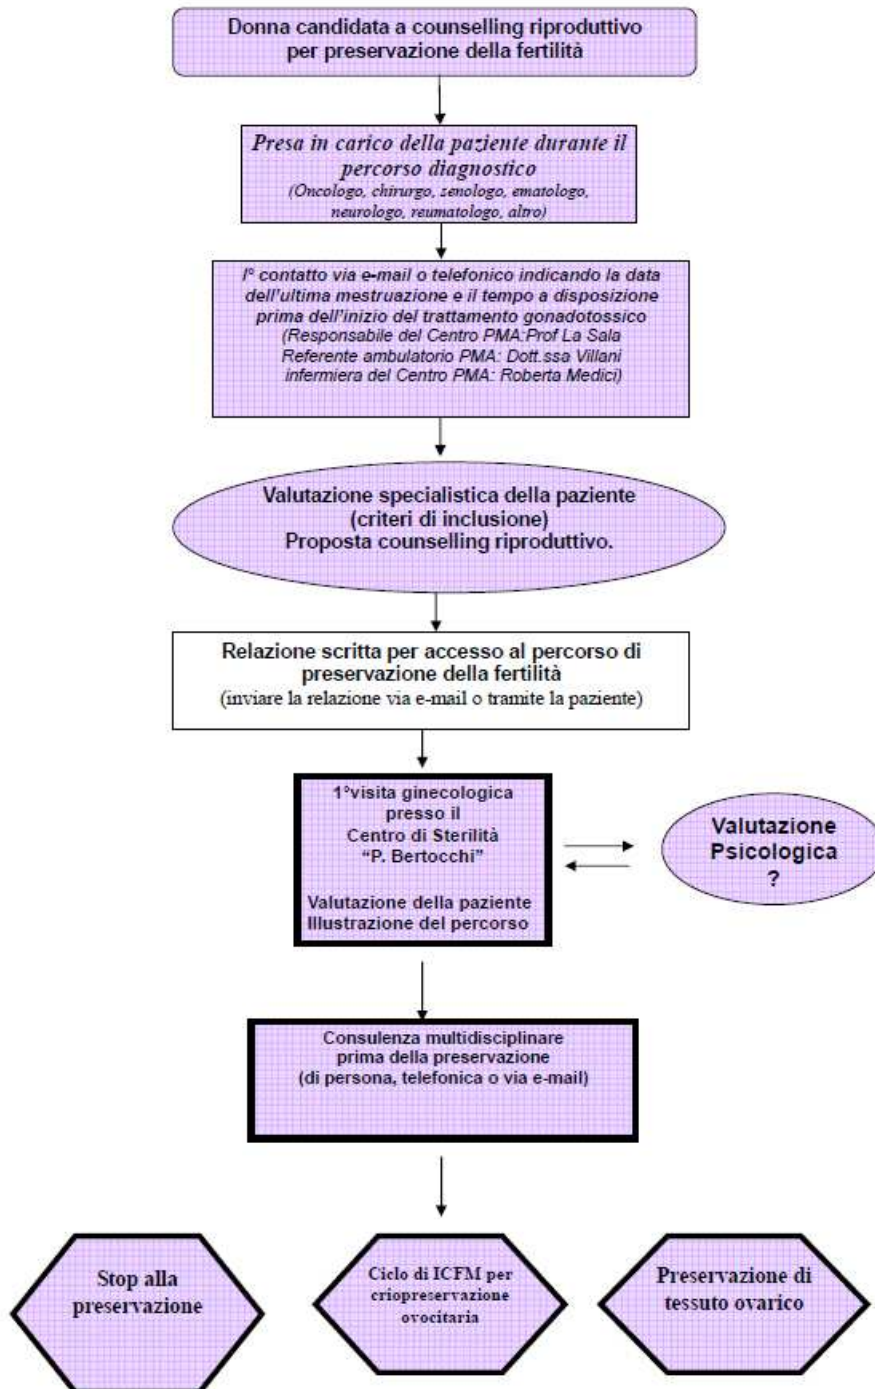 Donna candidata a counselling riproduttivo
per preservazione della fertilità
Presa in carico della paziente durante il
percorso diagnostico
(Oncologo, chirurgo, senologo, ematologo,
neurologo, reumatologo, altro)
I° contatto via e-mail o telefonico indicando la data
dell'ultima mestruazione e il tempo a disposizione
prima dell'inizio del trattamento gonadotossico
(Responsabile del Centro PMA:Prof La Sala
Referente ambulatorio PMA: Dott.ssa Villani
infermiera del Centro PMA: Roberta Medici)
Valutazione specialistica della paziente
(criteri di inclusione)
Proposta counselling riproduttivo.
Relazione scritta per accesso al percorso di
preservazione della fertilità
(inviare la relazione via e-mail o tramite la paziente)
1°visita ginecologica
presso il
Centro di Sterilità
“P. Bertocchi”
Valutazione della paziente
Illustrazione del percorso
Valutazione
Psicologica
?
Consulenza multidisciplinare
prima della preservazione
(di persona, telefonica o via e-mail)
Stop alla
preservazione
Ciclo di ICFM per
criopreservazione
ovocitaria
Preservazione di
tessuto ovarico